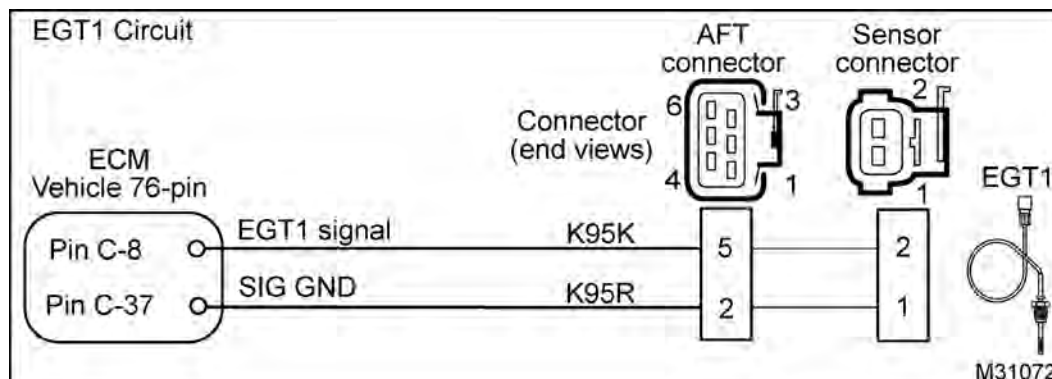 EGT1 Circuit
AFT
connector
Sensor
connector
6
3
2
Connector
(end views)
4
1
1
EGT1
ECM
Vehicle 76-pin
Pin C-8
EGT1 signal
K95K
5
2
Pin C-37
SIG GND
K95R
2
1
M31072